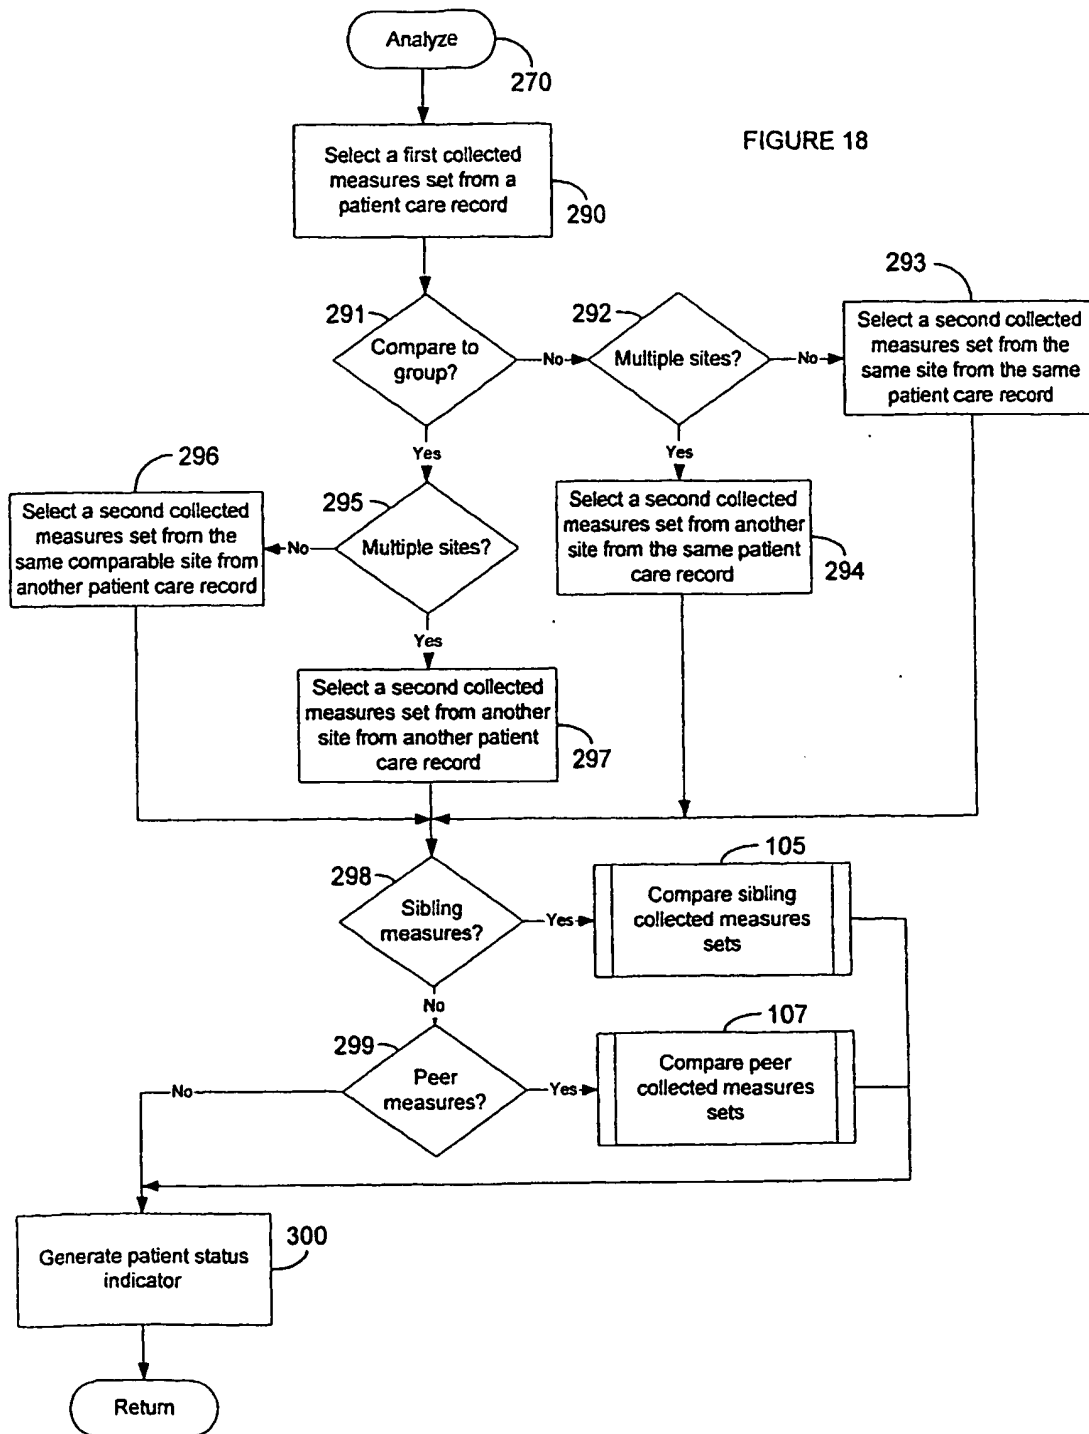 Analyze
270
FIGURE 18
Select a first collected
measures set from a
patient care record
290
291
Compare to
group?
No
292
Multiple sites?
No
293
Select a second collected
measures set from the
same site from the same
patient care record
Yes
Yes
296
Select a second collected
measures set from the
same comparable site from
another patient care record
No
295
Multiple sites?
Select a second collected
measures set from another
site from the same patient
care record
294
Yes
Select a second collected
measures set from another
site from another patient
care record
297
298
Sibling
measures?
Yes
105
Compare sibling
collected measures
sets
No
299
Peer
measures?
No
Yes
107
Compare peer
collected measures
sets
Generate patient status
indicator
300
Return